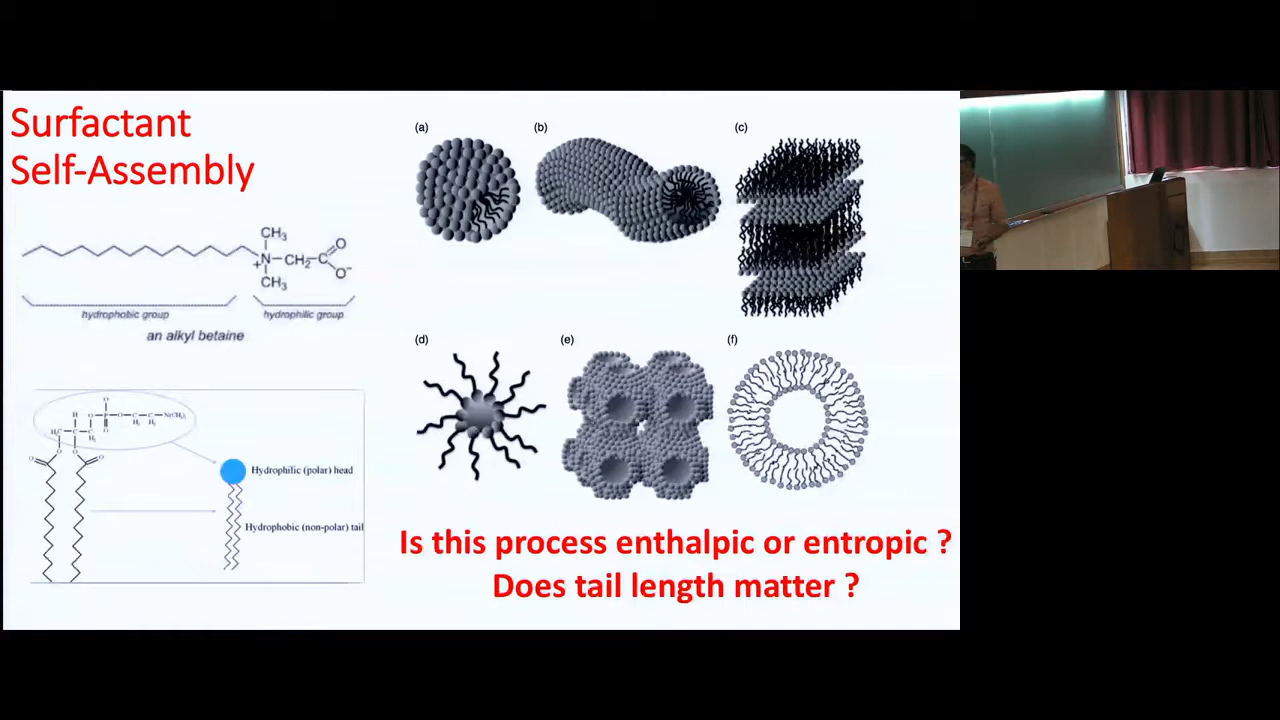 Surfactant
Self-Assembly
CH3
N
+
CH2
C
O
O-
CH3
hydrophobic group
hydrophilic group
an alkyl betaine
Hydrophilic (polar) head
Hydrophobic (non-polar) tail
(a)
(b)
(c)
(d)
(e)
(f)
Is this process enthalpic or entropic ?
Does tail length matter ?